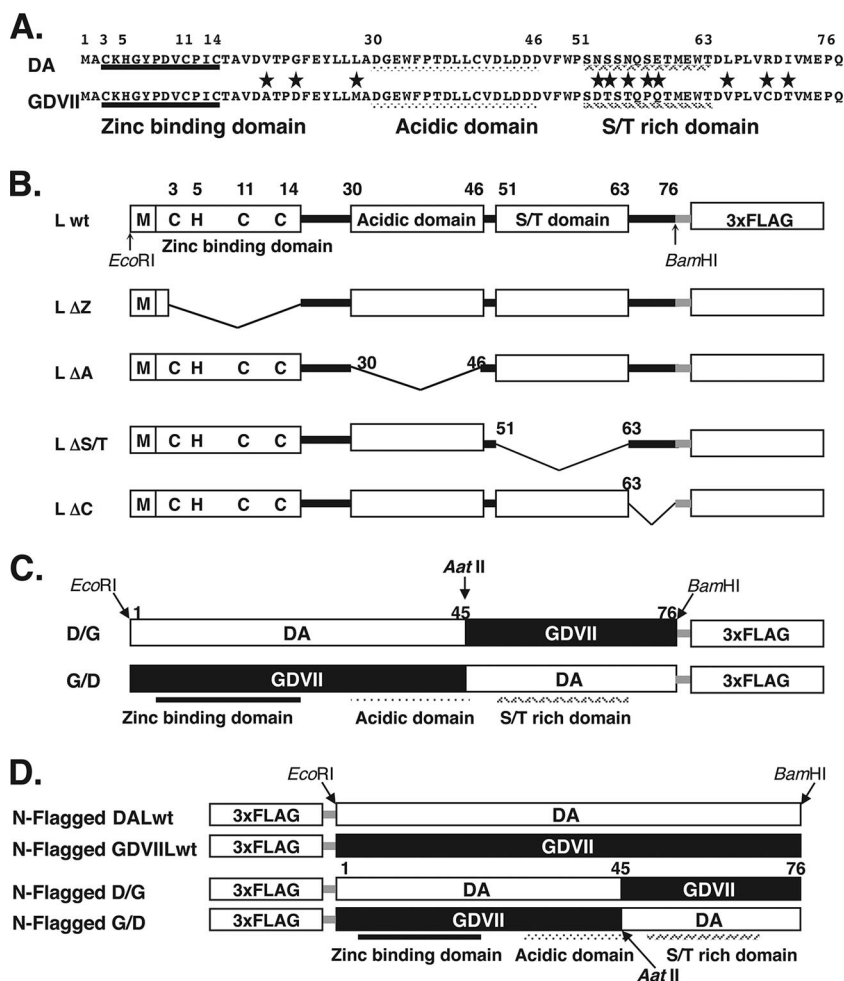 A.
1 3 5 11 14 30 46 51 63 76
DA MACKHGYPDVCPICTAVDVTPGFEYLLLADGEWFPTDLLCVDLDDDVFWPSNSSNQSETMEWTDLPLVRDIVMEPQ
★ ★ ★ ★ ★ ★ ★ ★ ★ ★ ★
GDVII MACKHGYPDVCPICTAVDATPDFEYLLMADGEWFPTDLLCVDLDDDVFWPSDTSTQPQTMEWTDVPLVCDTVMEPQ
Zinc binding domain Acidic domain S/T rich domain
B.
3 5 11 14 30 46 51 63 76
L wt M C H C C Acidic domain S/T domain 3xFLAG
Zinc binding domain
EcoRI BamHI
L ΔZ M
L ΔA M C H C C 30 46
L ΔS/T M C H C C 51 63
63
L ΔC M C H C C
C.
EcoRI Aat II BamHI
1 45 76
D/G DA GDVII 3xFLAG
G/D GDVII DA 3xFLAG
Zinc binding domain Acidic domain S/T rich domain
D.
EcoRI BamHI
N-Flagged DALwt 3xFLAG DA
N-Flagged GDVIILwt 3xFLAG GDVII
1 45 76
N-Flagged D/G 3xFLAG DA GDVII
N-Flagged G/D 3xFLAG GDVII DA
Zinc binding domain Acidic domain S/T rich domain
Aat II